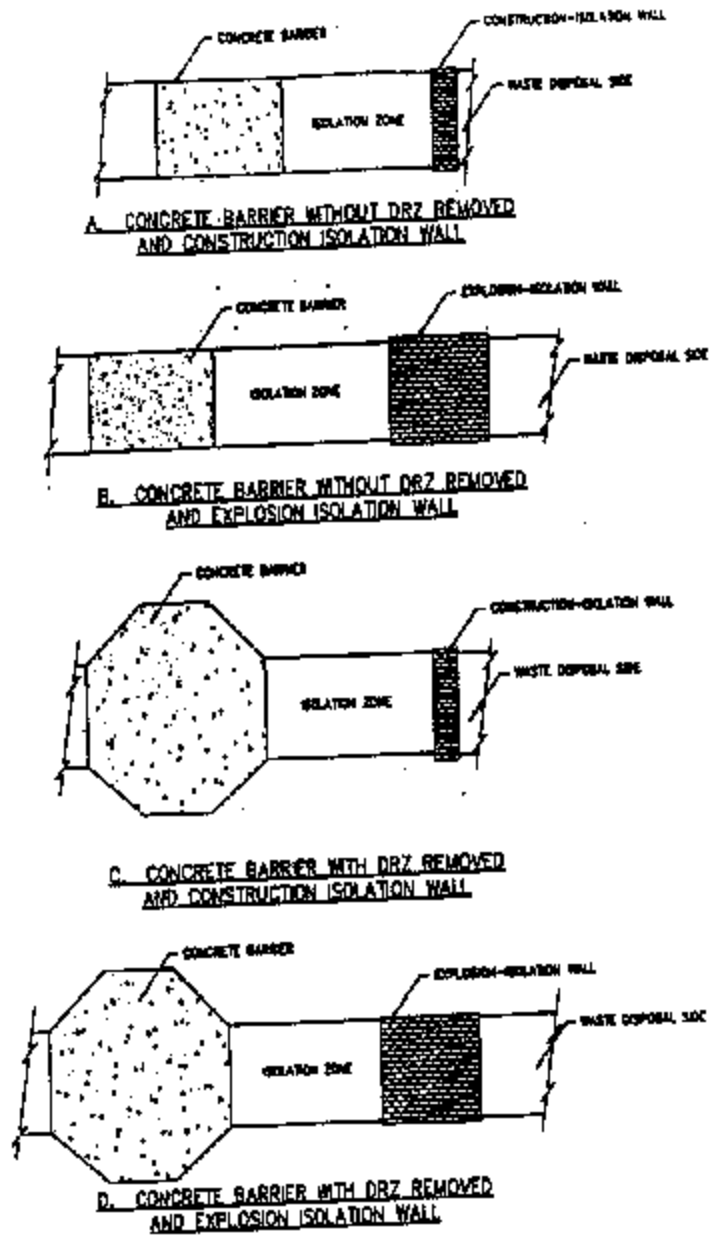 CONCRETE BARRIER
CONSTRUCTION-ISOLATION WALL
WASTE DISPOSAL SIDE
ISOLATION ZONE
A. CONCRETE BARRIER WITHOUT DRZ REMOVED
AND CONSTRUCTION ISOLATION WALL
EXPLOSION-ISOLATION WALL
CONCRETE BARRIER
WASTE DISPOSAL SIDE
ISOLATION ZONE
B. CONCRETE BARRIER WITHOUT DRZ REMOVED
AND EXPLOSION ISOLATION WALL
CONCRETE BARRIER
CONSTRUCTION-ISOLATION WALL
WASTE DISPOSAL SIDE
ISOLATION ZONE
C. CONCRETE BARRIER WITH DRZ REMOVED
AND CONSTRUCTION ISOLATION WALL
CONCRETE BARRIER
EXPLOSION-ISOLATION WALL
WASTE DISPOSAL SIDE
ISOLATION ZONE
D. CONCRETE BARRIER WITH DRZ REMOVED
AND EXPLOSION ISOLATION WALL